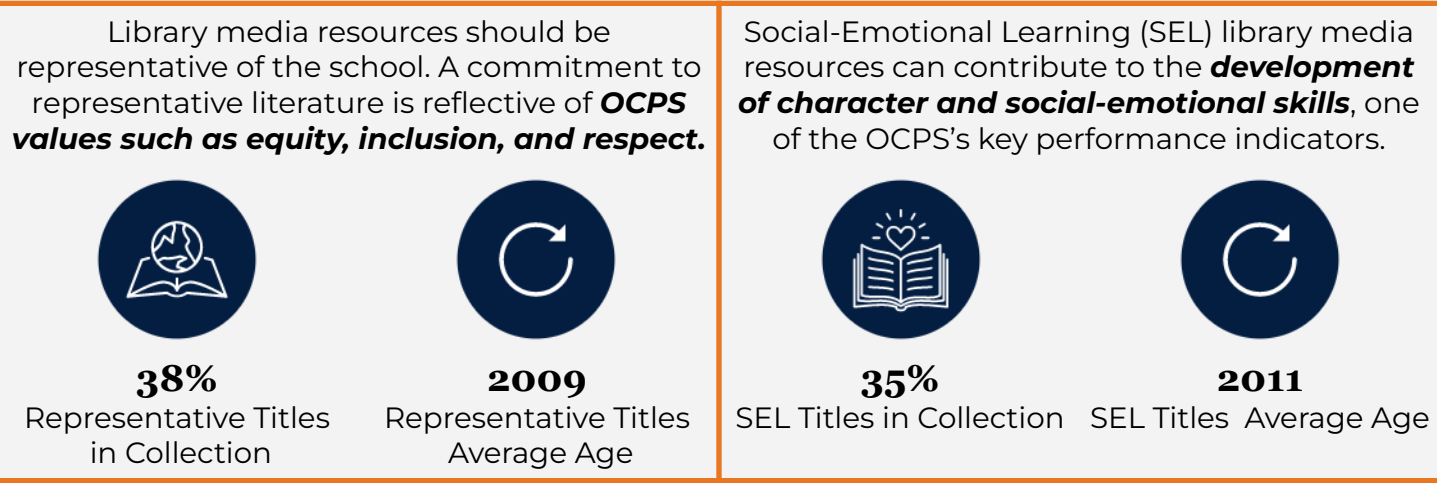 Library media resources should be
representative of the school. A commitment to
representative literature is reflective of OCPS
values such as equity, inclusion, and respect.
38%
Representative Titles
in Collection
2009
Representative Titles
Average Age
Social-Emotional Learning (SEL) library media
resources can contribute to the development
of character and social-emotional skills, one
of the OCPS's key performance indicators.
35%
SEL Titles in Collection
2011
SEL Titles  Average Age